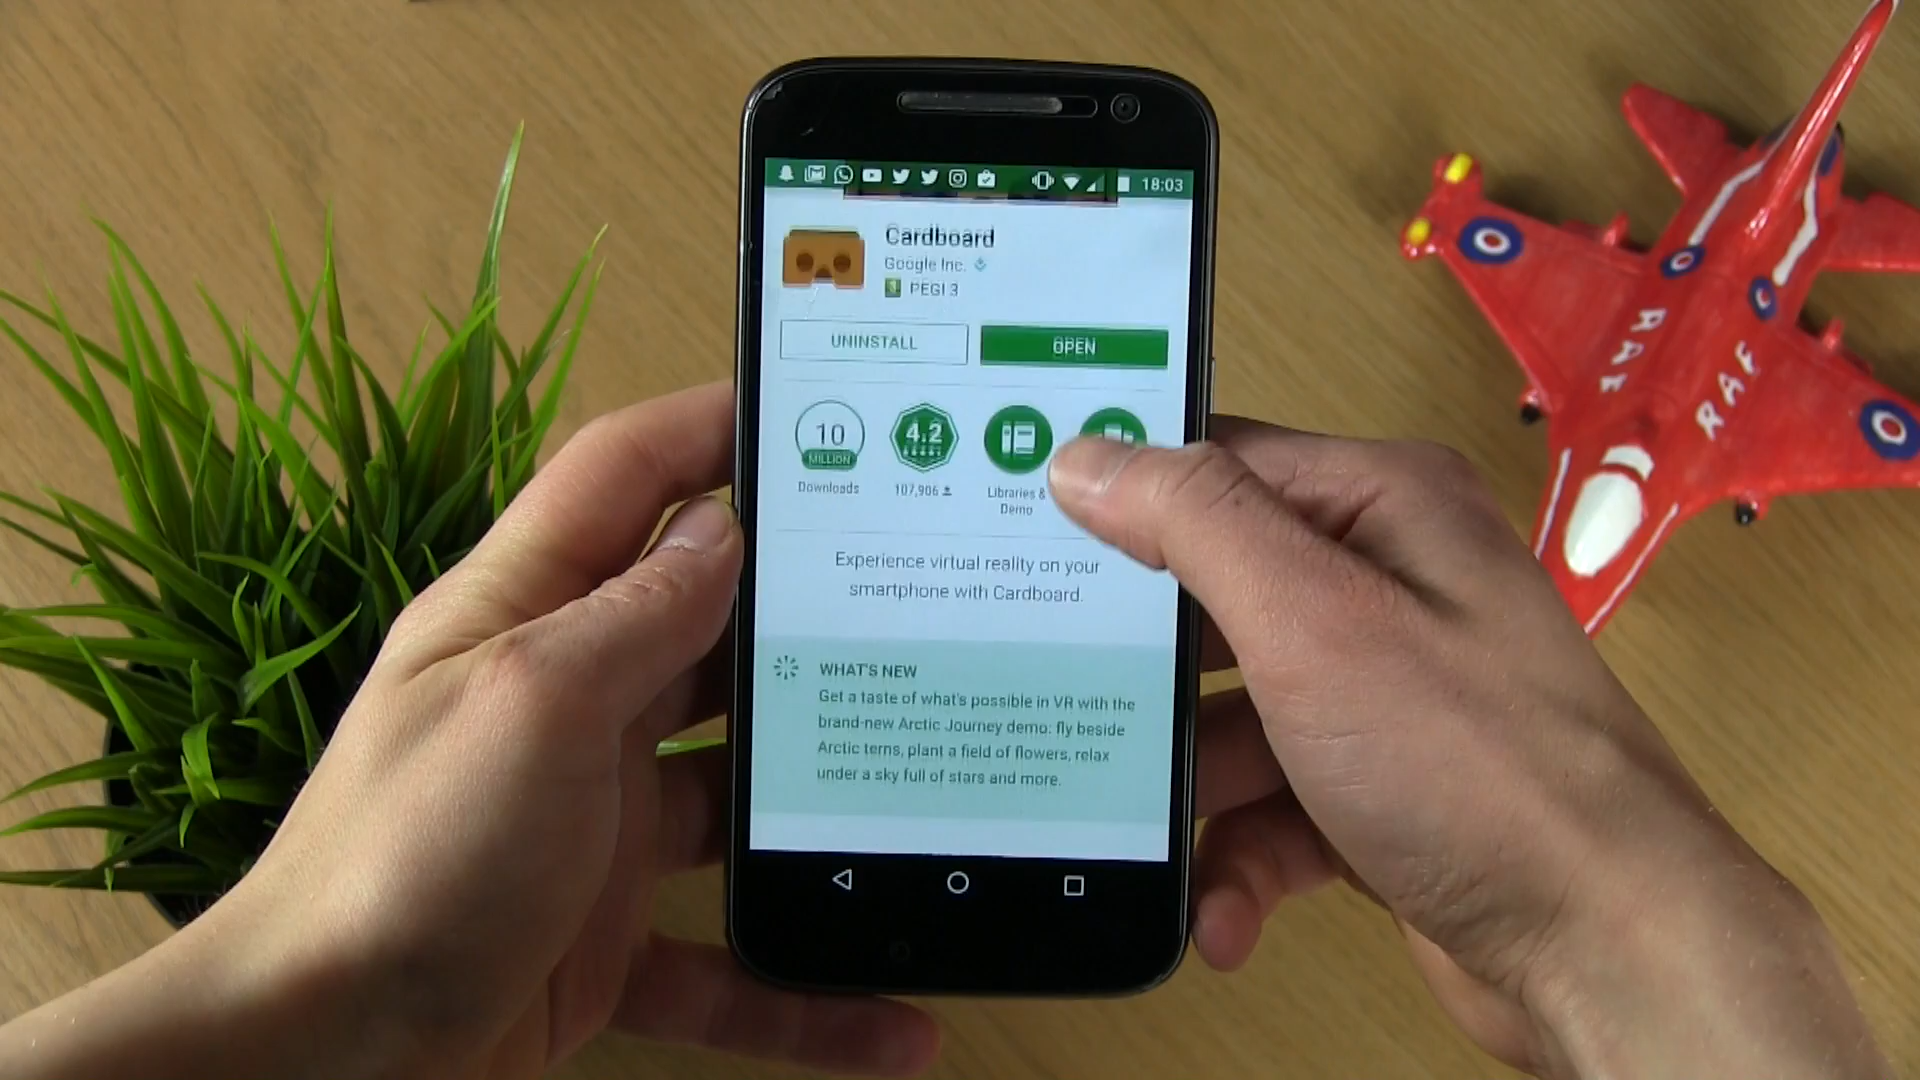 18:03
Cardboard
Google Inc.
3 PEGI 3
UNINSTALL
OPEN
10
MILLION
4.2
Downloads
107,906
Libraries &
Demo
Experience virtual reality on your
smartphone with Cardboard.
WHAT'S NEW
Get a taste of what's possible in VR with the
brand-new Arctic Journey demo: fly beside
Arctic terns, plant a field of flowers, relax
under a sky full of stars and more.
RAF
RAF